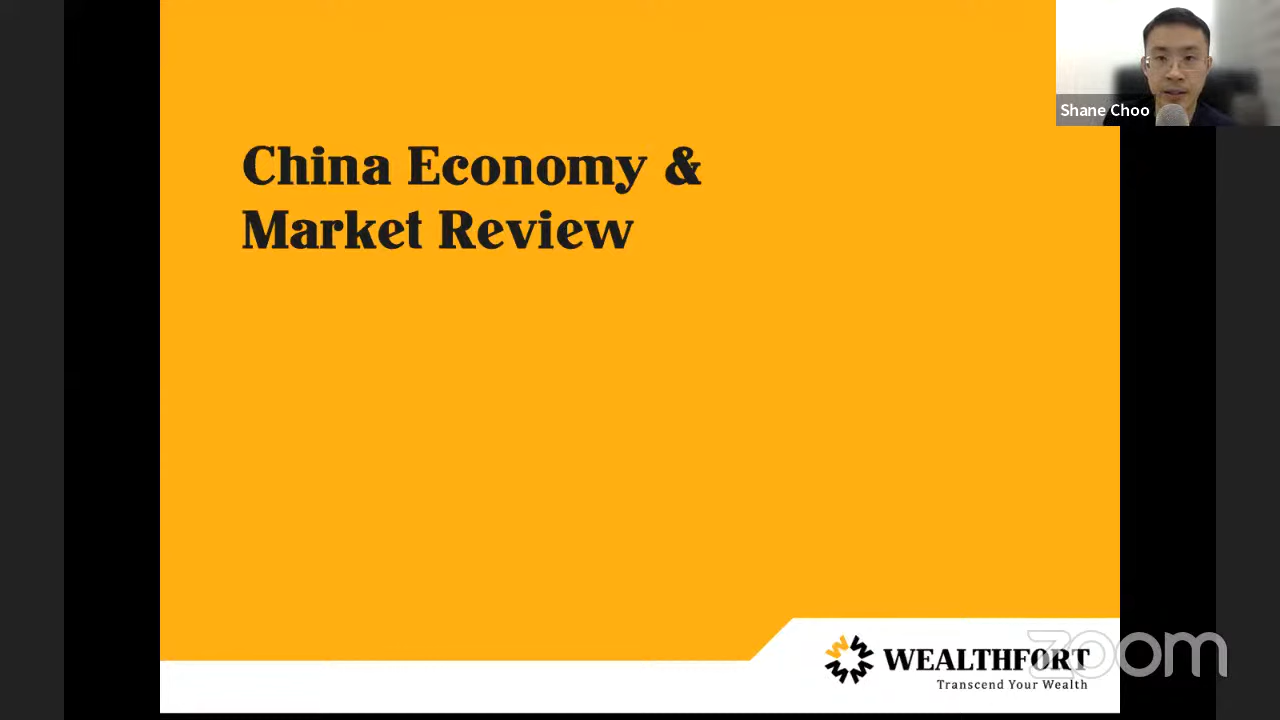 China Economy &
Market Review
Shane Choo
WEALTHFORT
Transcend Your Wealth
zoom